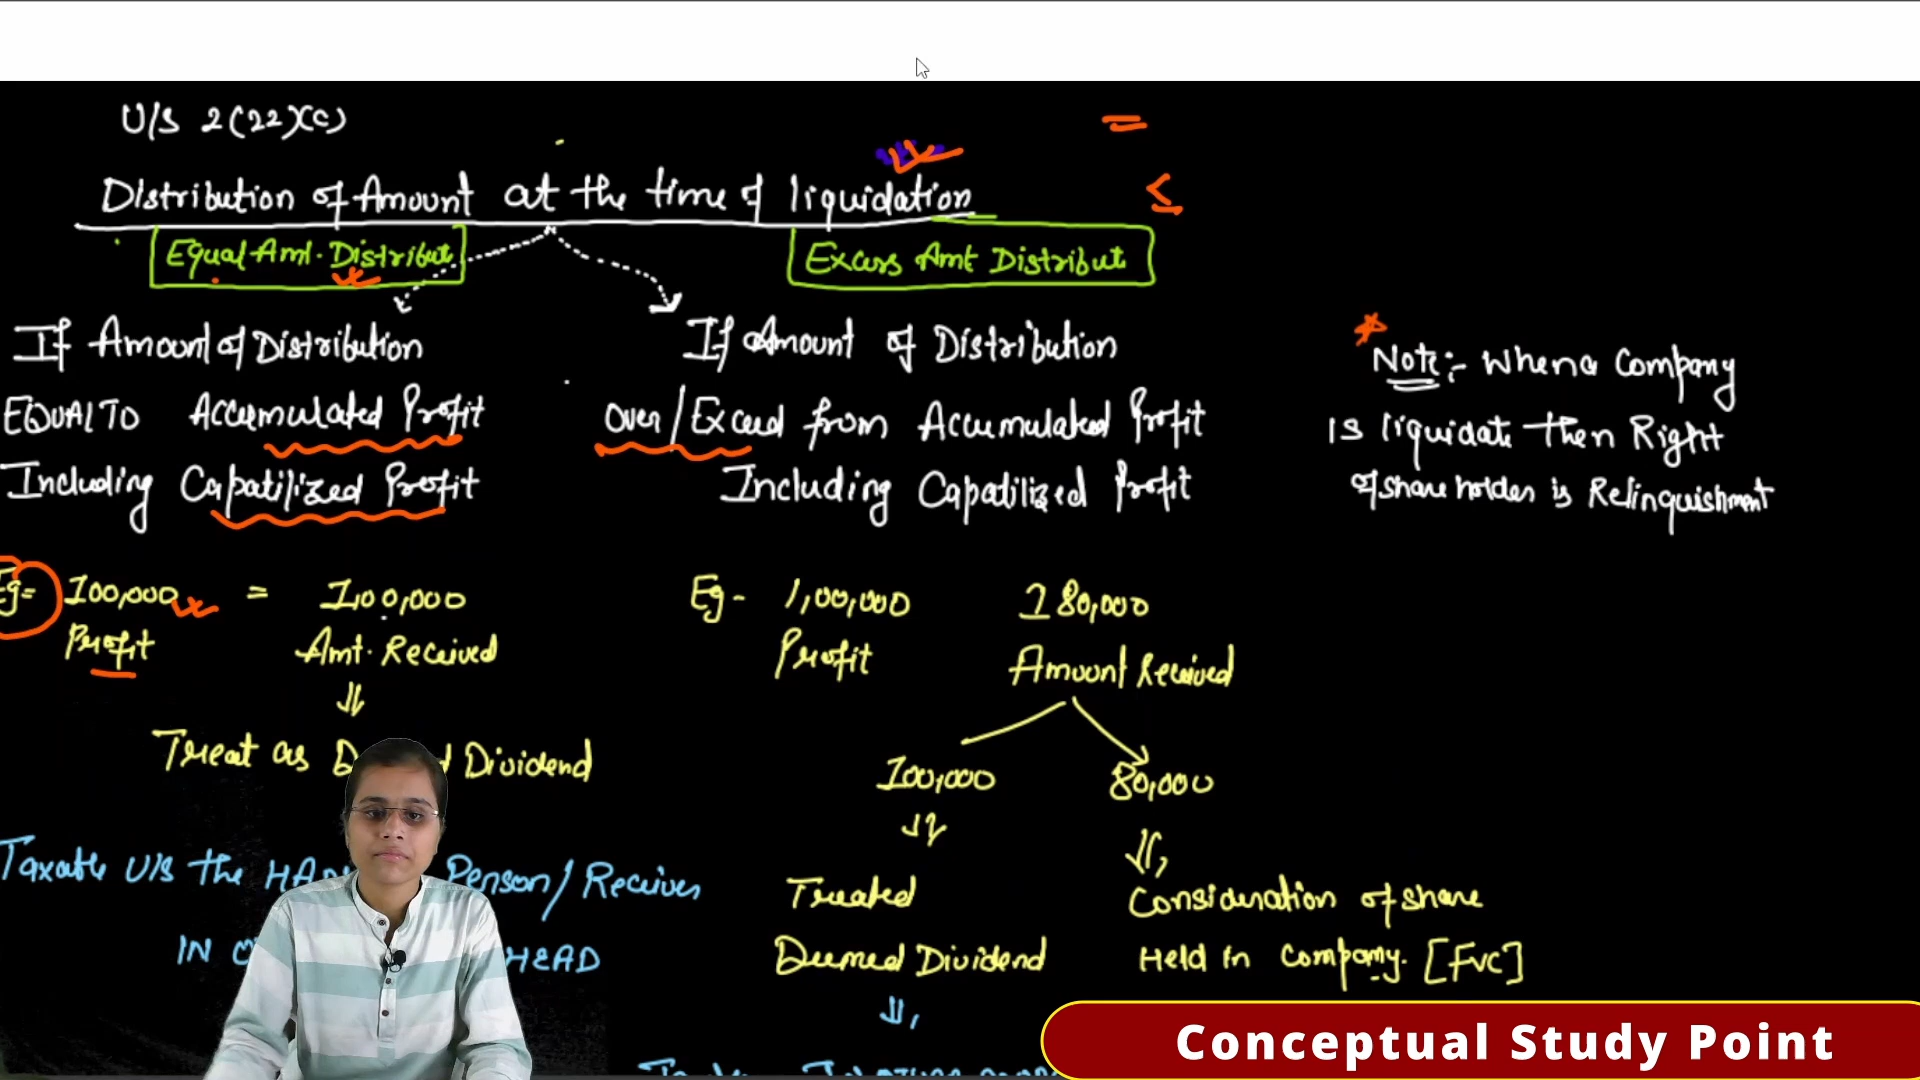 U/S 2(22)(c)
Distribution of Amount at the time of liquidation
Equal Amt. Distribut
Excess Amt Distribut
If Amount of Distribution
EQUAL TO Accumulated Profit
Including Capatilized Profit
If Amount of Distribution
Over/Exceed from Accumulated Profit
Including Capatilized Profit
* Note:- When a Company
is liquidate then Right
of share holder is Relinquishment
Eg= 100,000 = 1,00,000
Profit Amt. Received
Treat as Dividend
Taxable U/s the Person/Receiver
IN HEAD
Eg- 1,00,000 180,000
Profit Amount Received
100,000 80,000
Treated
Deemed Dividend
Consideration of share
Held in Company. [FVC]
Conceptual Study Point